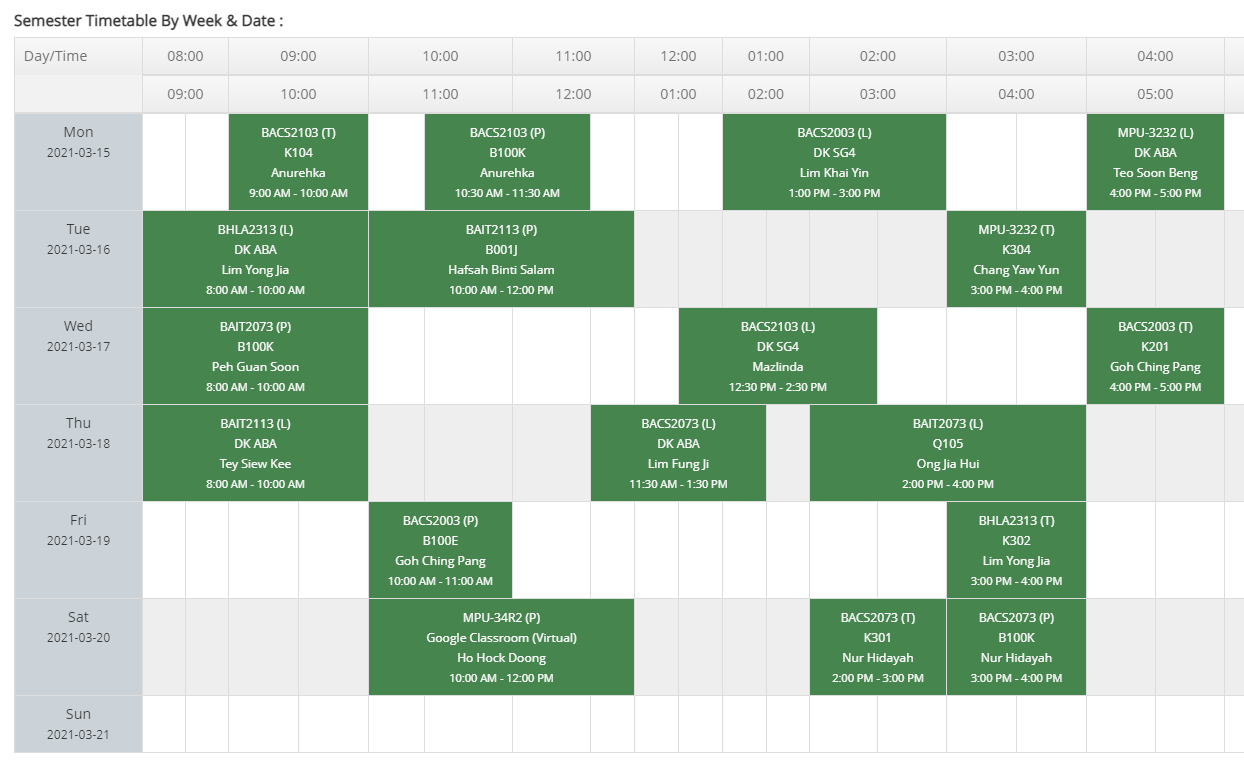 Semester Timetable By Week & Date :
Day/Time 08:00 09:00 10:00 11:00 12:00 01:00 02:00 03:00 04:00
09:00 10:00 11:00 12:00 01:00 02:00 03:00 04:00 05:00
Mon
2021-03-15
BACS2103 (T)
K104
Anurehka
9:00 AM - 10:00 AM
BACS2103 (P)
B100K
Anurehka
10:30 AM - 11:30 AM
BACS2003 (L)
DK SG4
Lim Khai Yin
1:00 PM - 3:00 PM
MPU-3232 (L)
DK ABA
Teo Soon Beng
4:00 PM - 5:00 PM
Tue
2021-03-16
BHLA2313 (L)
DK ABA
Lim Yong Jia
8:00 AM - 10:00 AM
BAIT2113 (P)
B001J
Hafsah Binti Salam
10:00 AM - 12:00 PM
MPU-3232 (T)
K304
Chang Yaw Yun
3:00 PM - 4:00 PM
Wed
2021-03-17
BAIT2073 (P)
B100K
Peh Guan Soon
8:00 AM - 10:00 AM
BACS2103 (L)
DK SG4
Mazlinda
12:30 PM - 2:30 PM
BACS2003 (T)
K201
Goh Ching Pang
4:00 PM - 5:00 PM
Thu
2021-03-18
BAIT2113 (L)
DK ABA
Tey Siew Kee
8:00 AM - 10:00 AM
BACS2073 (L)
DK ABA
Lim Fung Ji
11:30 AM - 1:30 PM
BAIT2073 (L)
Q105
Ong Jia Hui
2:00 PM - 4:00 PM
Fri
2021-03-19
BACS2003 (P)
B100E
Goh Ching Pang
10:00 AM - 11:00 AM
BHLA2313 (T)
K302
Lim Yong Jia
3:00 PM - 4:00 PM
Sat
2021-03-20
MPU-34R2 (P)
Google Classroom (Virtual)
Ho Hock Doong
10:00 AM - 12:00 PM
BACS2073 (T)
K301
Nur Hidayah
2:00 PM - 3:00 PM
BACS2073 (P)
B100K
Nur Hidayah
3:00 PM - 4:00 PM
Sun
2021-03-21